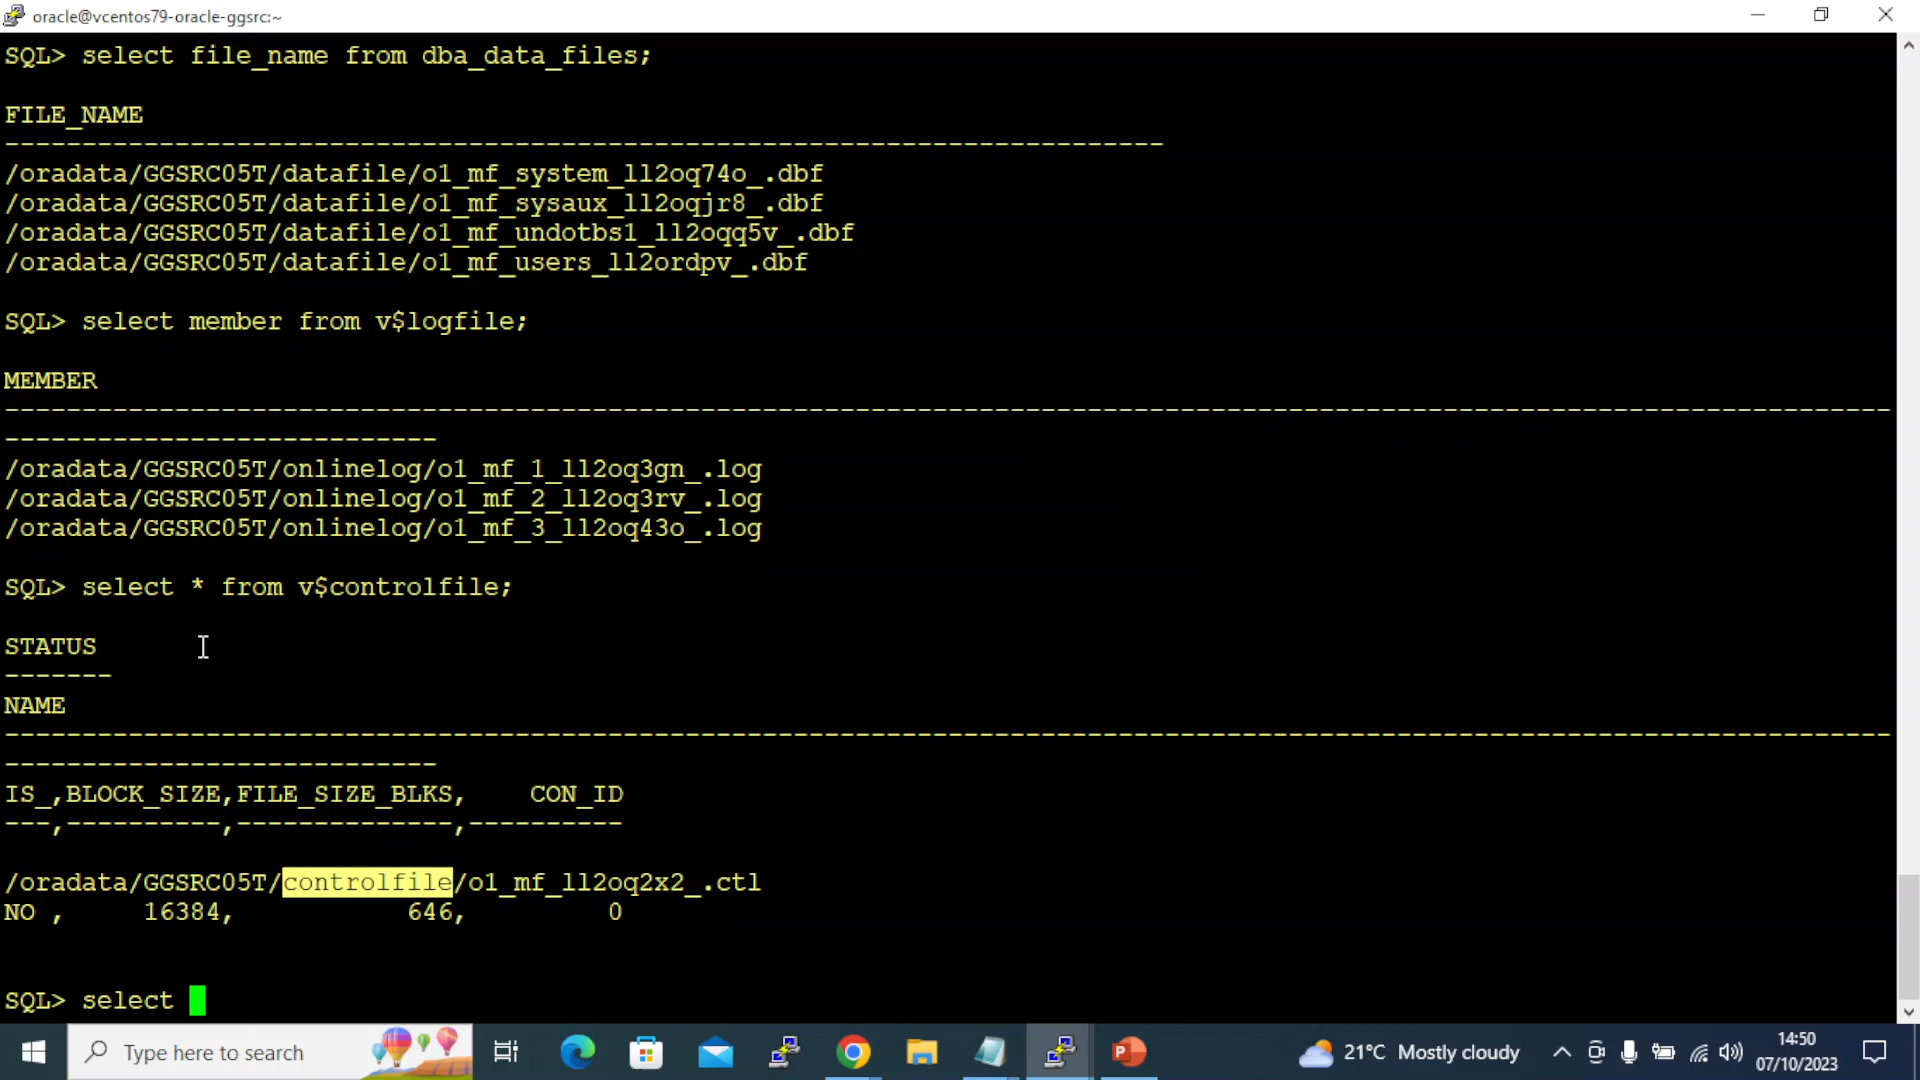 oracle@vcentos79-oracle-ggsrc:~
SQL> select file_name from dba_data_files;
FILE_NAME
---------------------------------------------------------------------------
/oradata/GGSRC05T/datafile/o1_mf_system_ll2oq74o_.dbf
/oradata/GGSRC05T/datafile/o1_mf_sysaux_ll2oqjr8_.dbf
/oradata/GGSRC05T/datafile/o1_mf_undotbs1_ll2oqq5v_.dbf
/oradata/GGSRC05T/datafile/o1_mf_users_ll2ordpv_.dbf
SQL> select member from v$logfile;
MEMBER
--------------------------------------------------------------------------------------------------------------------------
----------------------------
/oradata/GGSRC05T/onlinelog/o1_mf_1_ll2oq3gn_.log
/oradata/GGSRC05T/onlinelog/o1_mf_2_ll2oq3rv_.log
/oradata/GGSRC05T/onlinelog/o1_mf_3_ll2oq43o_.log
SQL> select * from v$controlfile;
STATUS
-------
NAME
--------------------------------------------------------------------------------------------------------------------------
----------------------------
IS_,BLOCK_SIZE,FILE_SIZE_BLKS,    CON_ID
---,----------,--------------,----------
/oradata/GGSRC05T/controlfile/o1_mf_ll2oq2x2_.ctl
NO ,     16384,           646,         0
SQL> select
Type here to search
21°C Mostly cloudy
14:50
07/10/2023